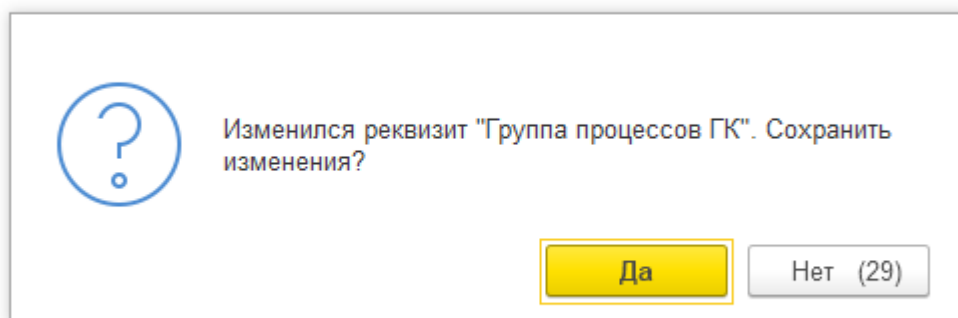 Изменился реквизит "Группа процессов ГК". Сохранить
изменения?
Да
Нет (29)